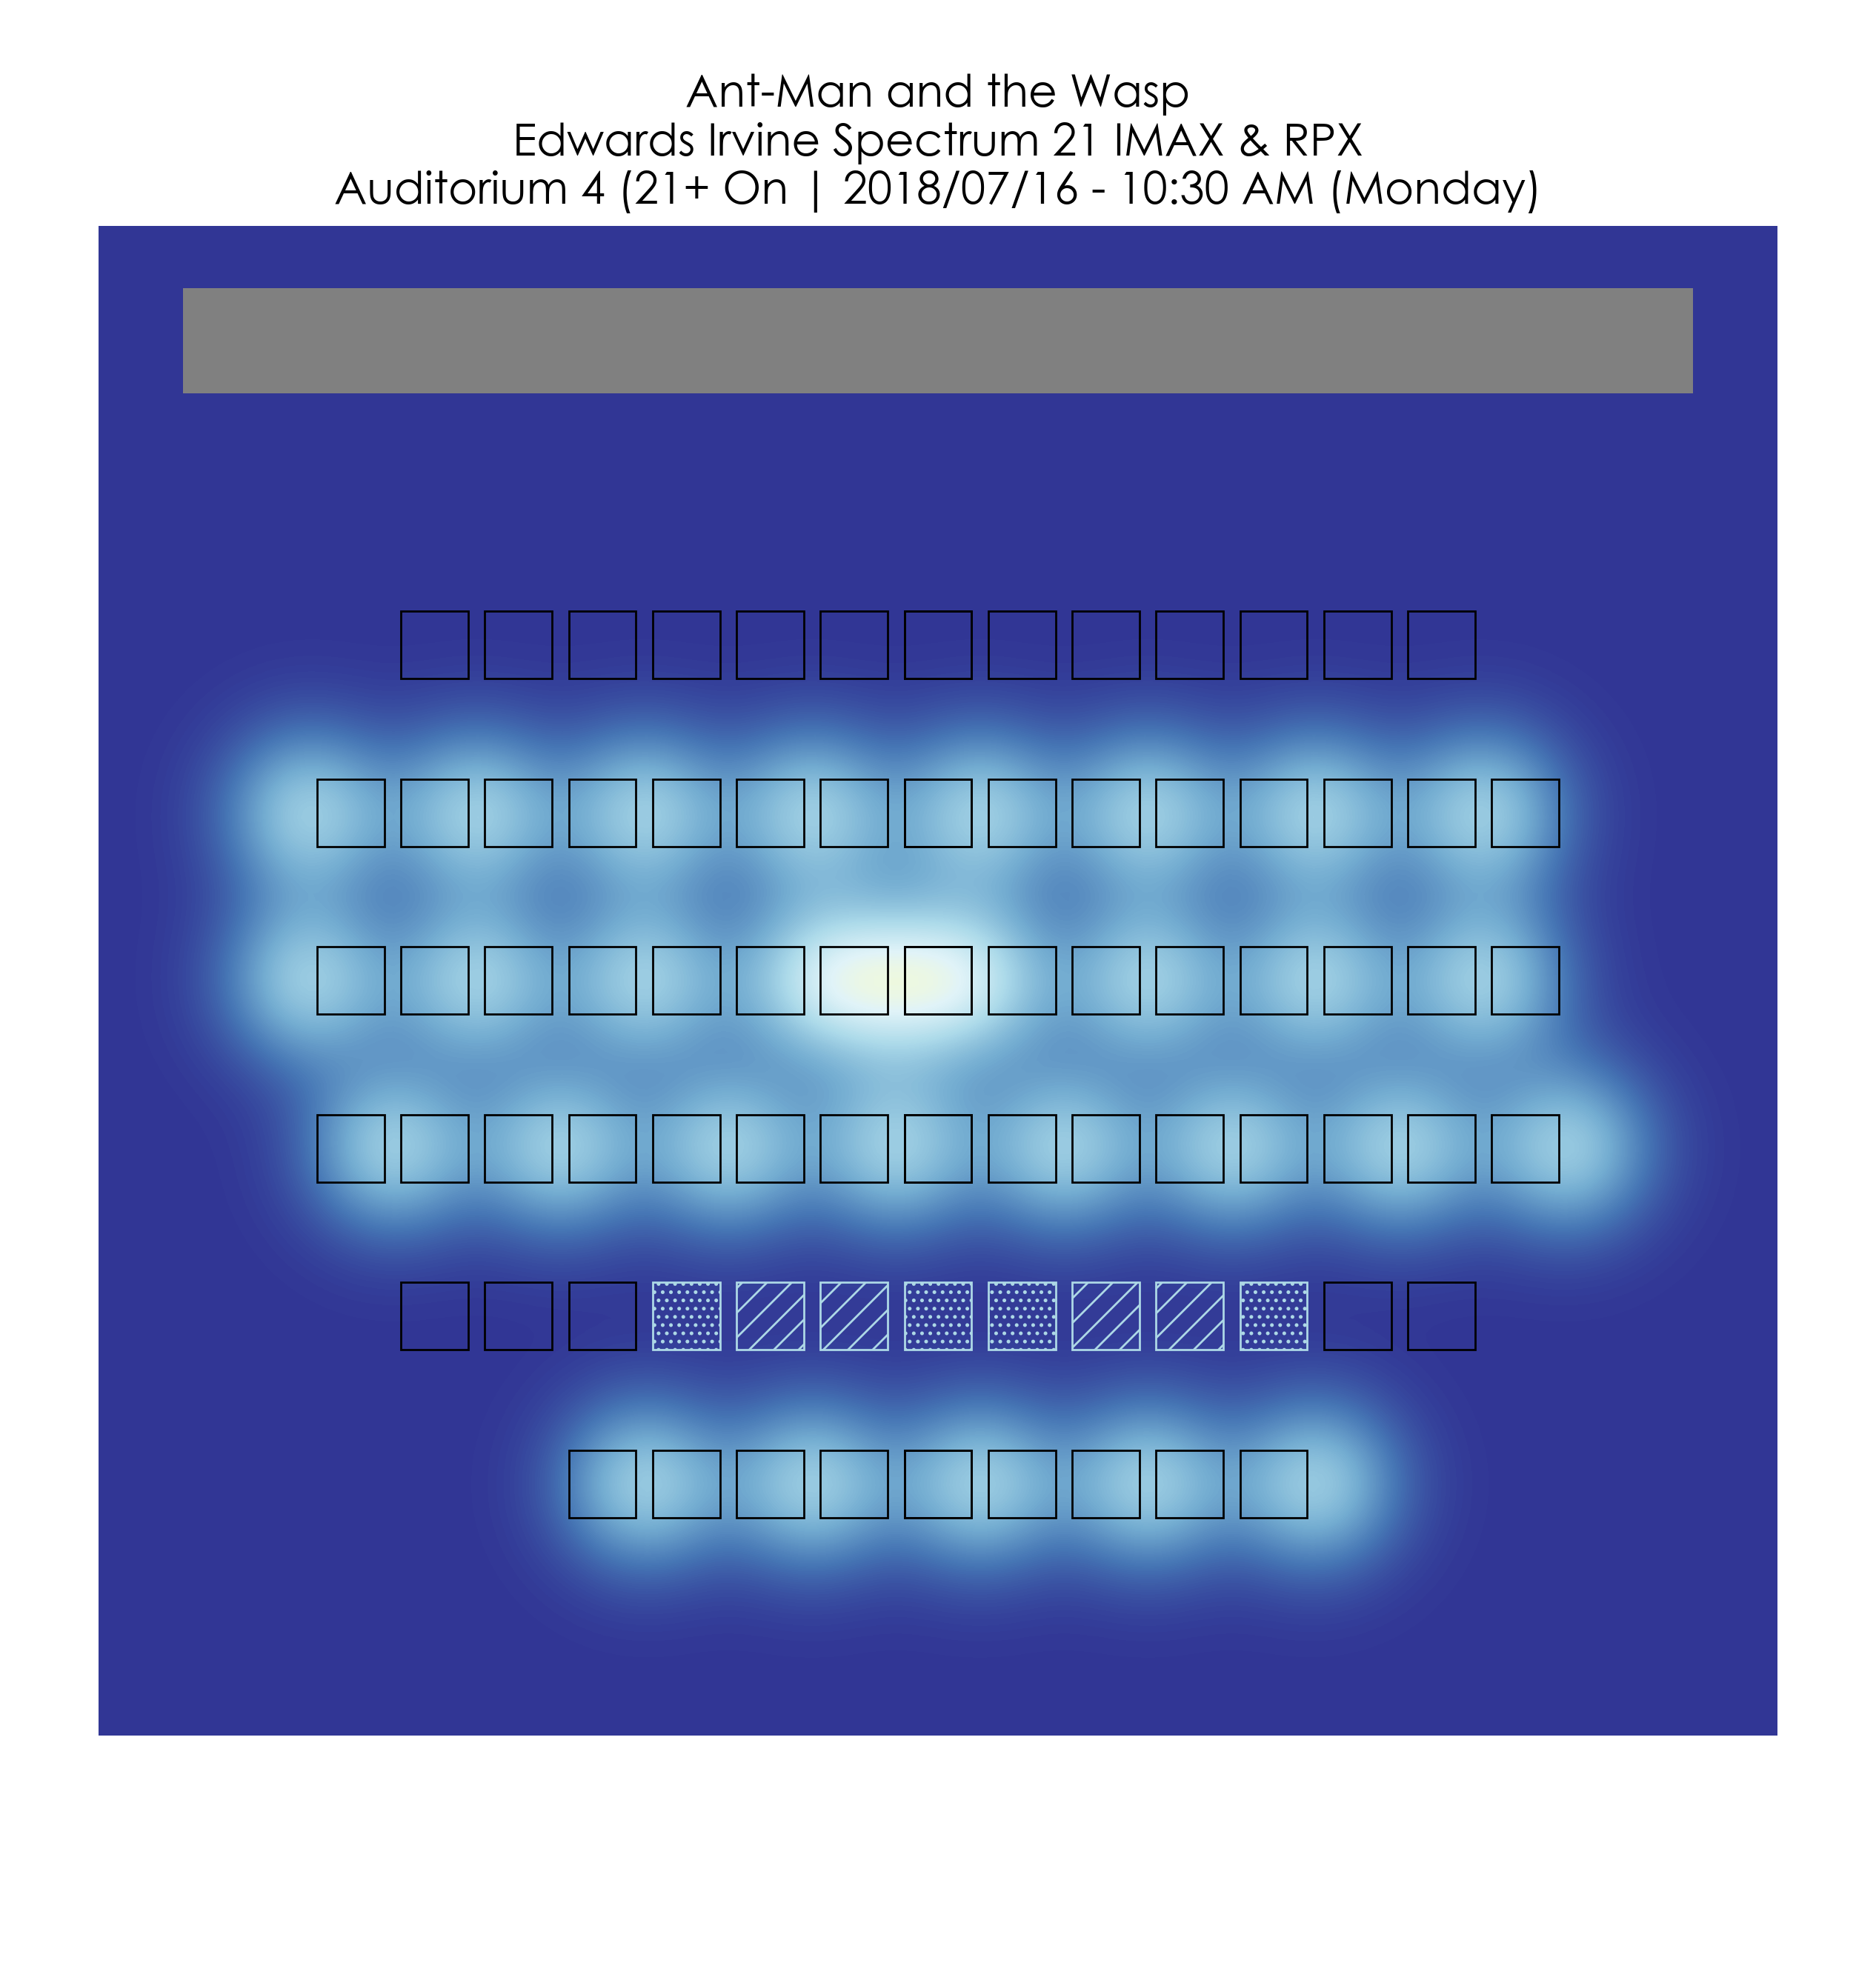 Ant-Man and the Wasp
Edwards Irvine Spectrum 21 IMAX & RPX
Auditorium 4 (21+ On | 2018/07/16 - 10:30 AM (Monday)